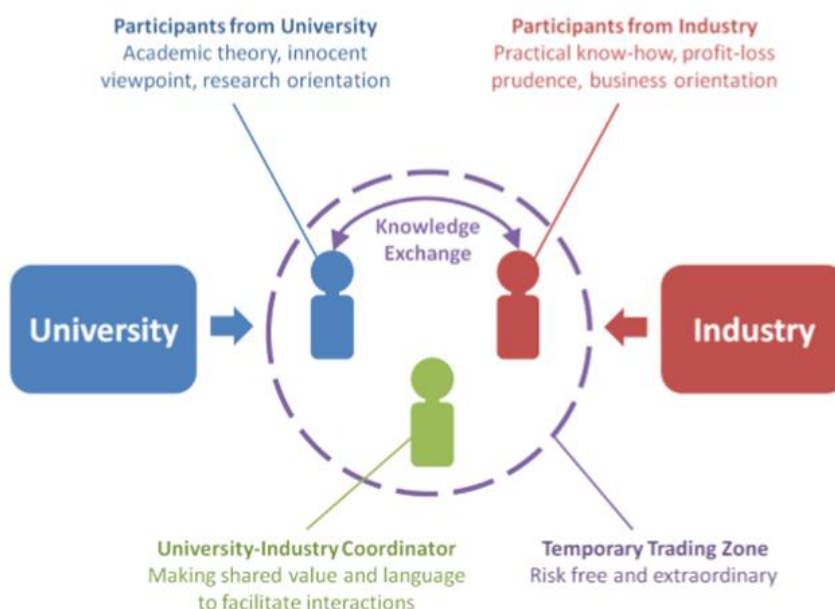 Participants from University
Academic theory, innocent
viewpoint, research orientation
Participants from Industry
Practical know-how, profit-loss
prudence, business orientation
Knowledge
Exchange
University
Industry
University-Industry Coordinator
Making shared value and language
to facilitate interactions
Temporary Trading Zone
Risk free and extraordinary